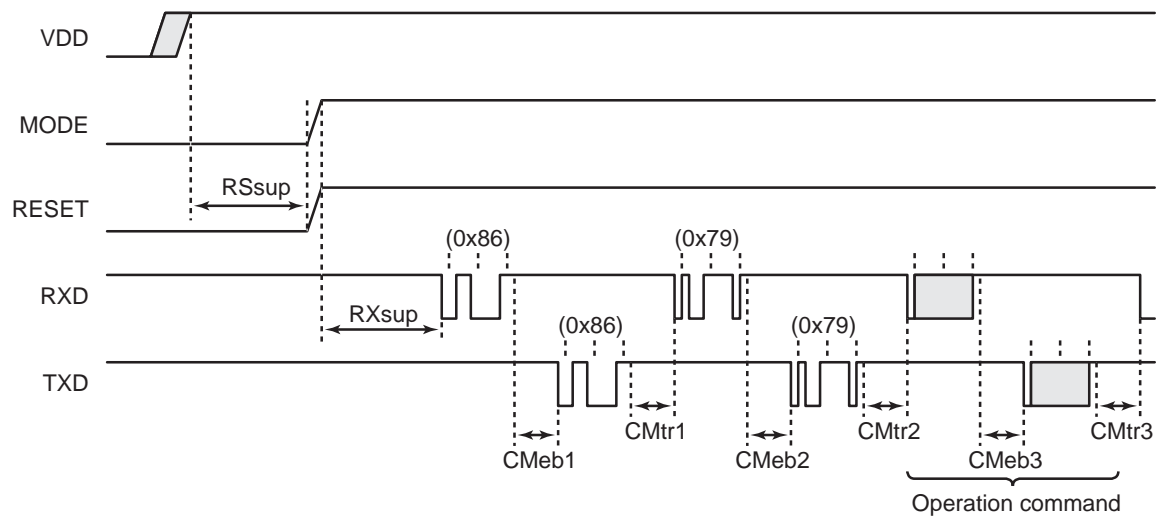 VDD
MODE
RSsup
RESET
(0x86) (0x79)
RXD
RXsup
(0x86) (0x79)
TXD
CMtr1 CMtr2 CMtr3
CMeb1 CMeb2 CMeb3
Operation command